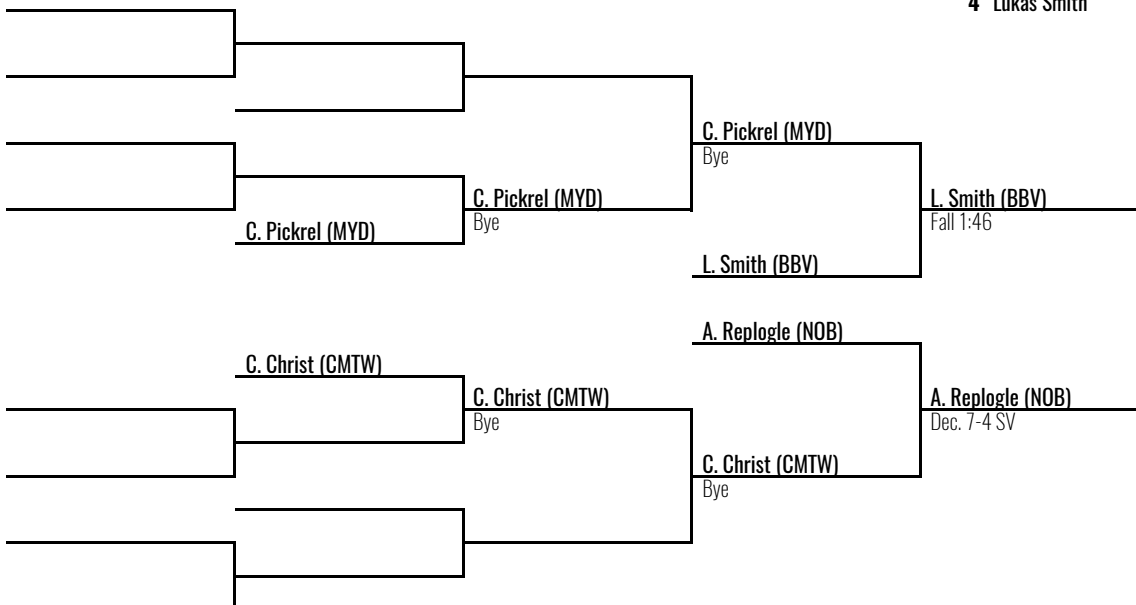 4 Lukas Smith
C. Pickrel (MYD)
Bye
C. Pickrel (MYD)
Bye
L. Smith (BBV)
Fall 1:46
C. Pickrel (MYD)
L. Smith (BBV)
A. Replogle (NOB)
C. Christ (CMTW)
C. Christ (CMTW)
Bye
A. Replogle (NOB)
Dec. 7-4 SV
C. Christ (CMTW)
Bye